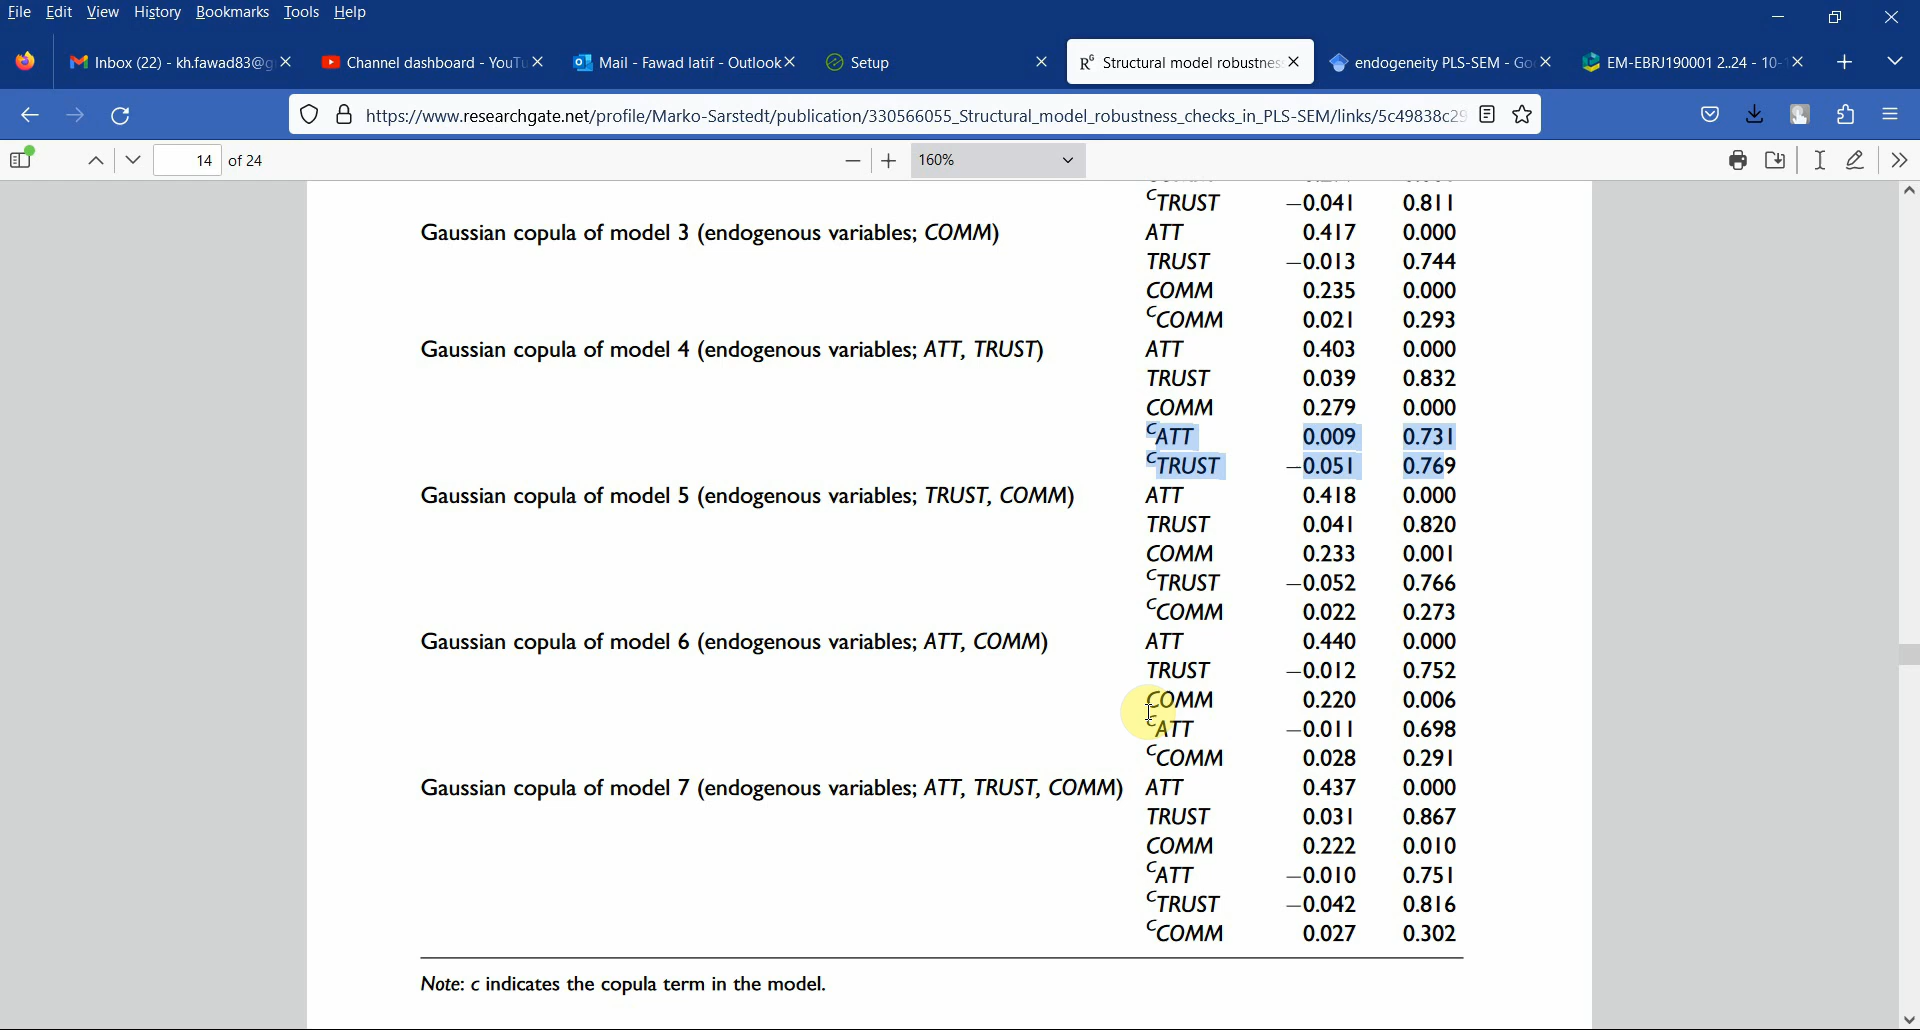 File Edit View History Bookmarks Tools Help
Inbox (22) - kh.fawad83@g
Channel dashboard - YouTu
Mail - Fawad latif - Outlook
Setup
Structural model robustness
endogeneity PLS-SEM - Go
EM-EBRJ190001 2..24 - 10-
https://www.researchgate.net/profile/Marko-Sarstedt/publication/330566055_Structural_model_robustness_checks_in_PLS-SEM/links/5c49838c29
14 of 24
160%
cTRUST −0.041 0.811
Gaussian copula of model 3 (endogenous variables; COMM) ATT 0.417 0.000
TRUST −0.013 0.744
COMM 0.235 0.000
cCOMM 0.021 0.293
Gaussian copula of model 4 (endogenous variables; ATT, TRUST) ATT 0.403 0.000
TRUST 0.039 0.832
COMM 0.279 0.000
cATT 0.009 0.731
cTRUST −0.051 0.769
Gaussian copula of model 5 (endogenous variables; TRUST, COMM) ATT 0.418 0.000
TRUST 0.041 0.820
COMM 0.233 0.001
cTRUST −0.052 0.766
cCOMM 0.022 0.273
Gaussian copula of model 6 (endogenous variables; ATT, COMM) ATT 0.440 0.000
TRUST −0.012 0.752
COMM 0.220 0.006
cATT −0.011 0.698
cCOMM 0.028 0.291
Gaussian copula of model 7 (endogenous variables; ATT, TRUST, COMM) ATT 0.437 0.000
TRUST 0.031 0.867
COMM 0.222 0.010
cATT −0.010 0.751
cTRUST −0.042 0.816
cCOMM 0.027 0.302
Note: c indicates the copula term in the model.